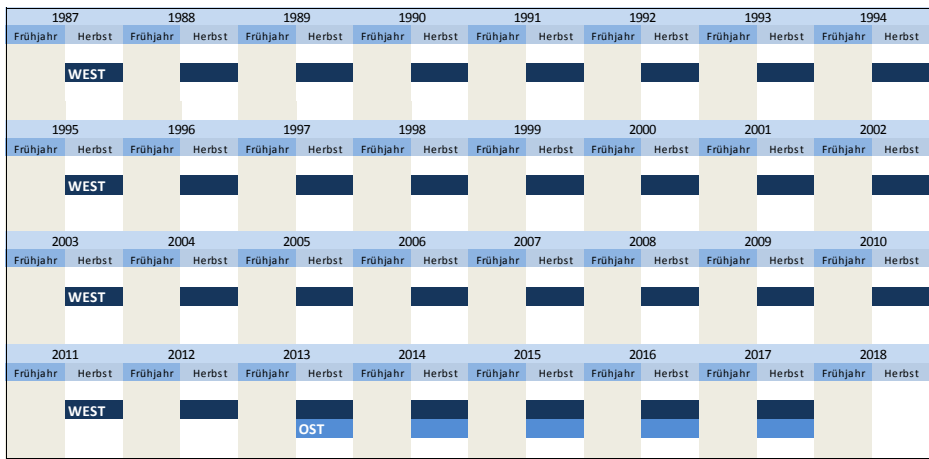 1987 1988 1989 1990 1991 1992 1993 1994
Frühjahr Herbst Frühjahr Herbst Frühjahr Herbst Frühjahr Herbst Frühjahr Herbst Frühjahr Herbst Frühjahr Herbst Frühjahr Herbst
WEST
1995 1996 1997 1998 1999 2000 2001 2002
Frühjahr Herbst Frühjahr Herbst Frühjahr Herbst Frühjahr Herbst Frühjahr Herbst Frühjahr Herbst Frühjahr Herbst Frühjahr Herbst
WEST
2003 2004 2005 2006 2007 2008 2009 2010
Frühjahr Herbst Frühjahr Herbst Frühjahr Herbst Frühjahr Herbst Frühjahr Herbst Frühjahr Herbst Frühjahr Herbst Frühjahr Herbst
WEST
2011 2012 2013 2014 2015 2016 2017 2018
Frühjahr Herbst Frühjahr Herbst Frühjahr Herbst Frühjahr Herbst Frühjahr Herbst Frühjahr Herbst Frühjahr Herbst Frühjahr Herbst
WEST
OST